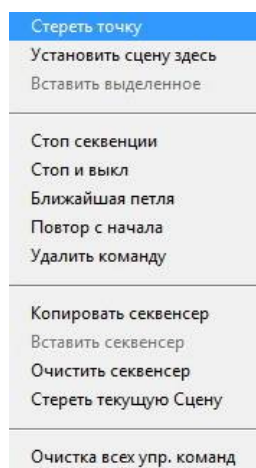 Стереть точку
Установить сцену здесь
Вставить выделенное
Стоп секвенции
Стоп и выкл
Ближайшая петля
Повтор с начала
Удалить команду
Копировать секвенсер
Вставить секвенсер
Очистить секвенсер
Стереть текущую Сцену
Очистка всех упр. команд